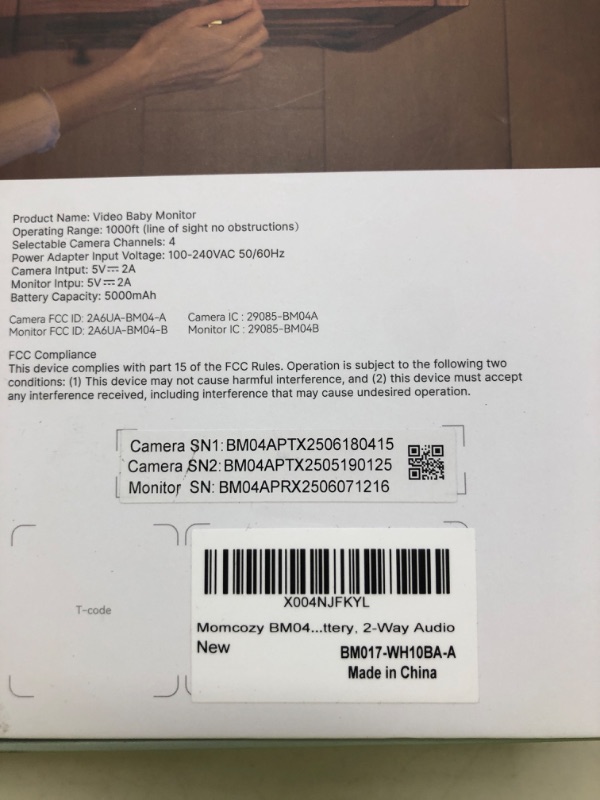 Product Name: Video Baby Monitor
Operating Range: 1000ft (line of sight no obstructions)
Selectable Camera Channels: 4
Power Adapter Input Voltage: 100-240VAC 50/60Hz
Camera Intput: 5V⎓2A
Monitor Intpu: 5V⎓2A
Battery Capacity: 5000mAh
Camera FCC ID: 2A6UA-BM04-A Camera IC : 29085-BM04A
Monitor FCC ID: 2A6UA-BM04-B Monitor IC : 29085-BM04B
FCC Compliance
This device complies with part 15 of the FCC Rules. Operation is subject to the following two
conditions: (1) This device may not cause harmful interference, and (2) this device must accept
any interference received, including interference that may cause undesired operation.
Camera SN1: BM04APTX2506180415
Camera SN2: BM04APTX2505190125
Monitor SN: BM04APRX2506071216
T-code
X004NJFKYL
Momcozy BM04...ttery, 2-Way Audio
New
BM017-WH10BA-A
Made in China